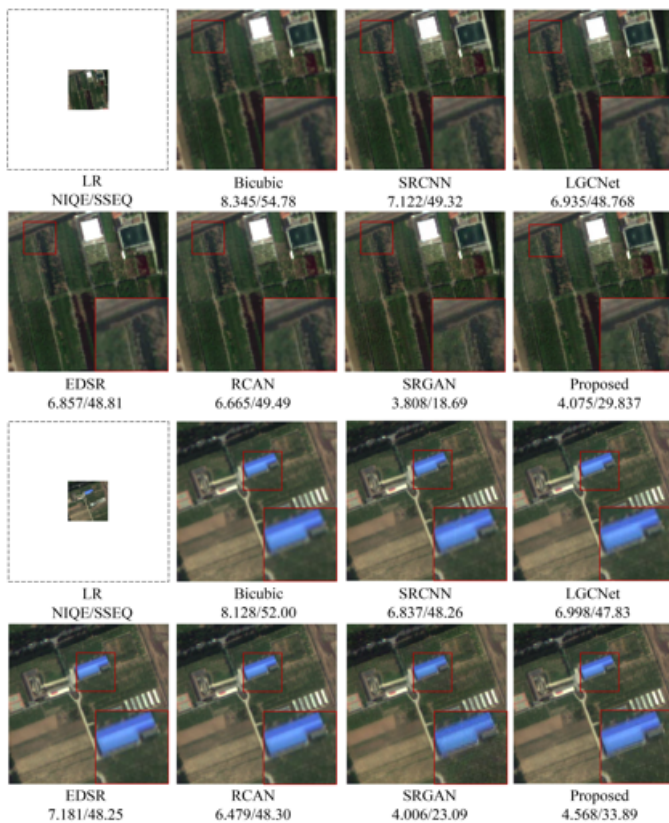 LR Bicubic SRCNN LGCNet
NIQE/SSEQ 8.345/54.78 7.122/49.32 6.935/48.768
EDSR RCAN SRGAN Proposed
6.857/48.81 6.665/49.49 3.808/18.69 4.075/29.837
LR Bicubic SRCNN LGCNet
NIQE/SSEQ 8.128/52.00 6.837/48.26 6.998/47.83
EDSR RCAN SRGAN Proposed
7.181/48.25 6.479/48.30 4.006/23.09 4.568/33.89